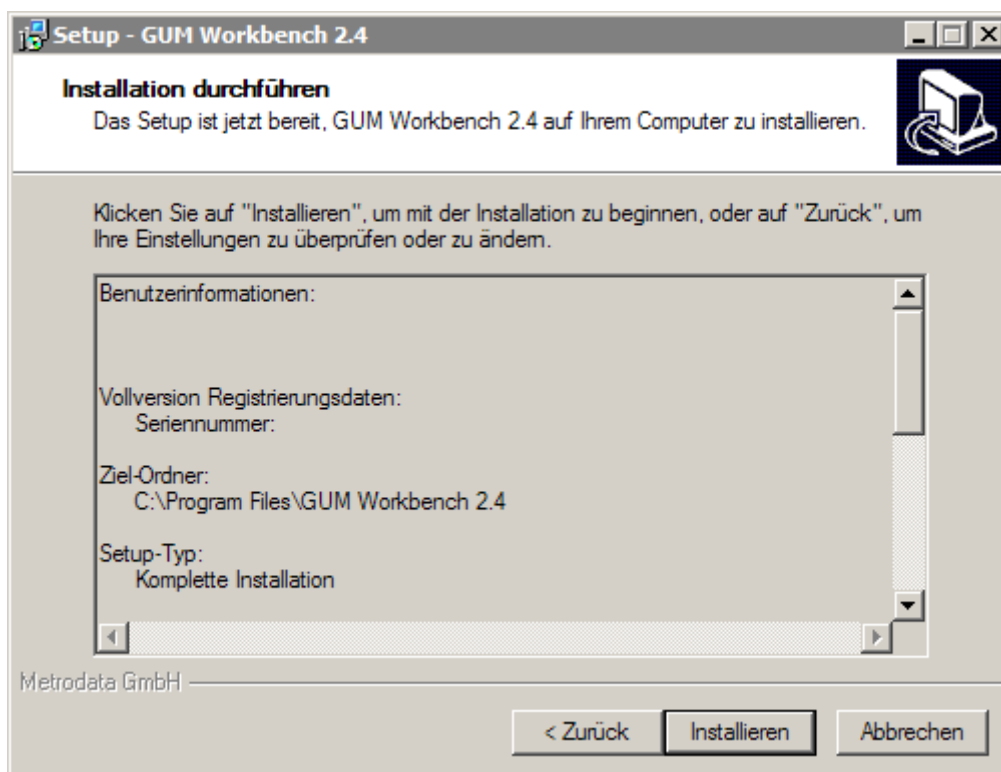 Setup - GUM Workbench 2.4
Installation durchführen
Das Setup ist jetzt bereit, GUM Workbench 2.4 auf Ihrem Computer zu installieren.
Klicken Sie auf "Installieren", um mit der Installation zu beginnen, oder auf "Zurück", um
Ihre Einstellungen zu überprüfen oder zu ändern.
Benutzerinformationen:
Vollversion Registrierungsdaten:
Seriennummer:
Ziel-Ordner:
C:\Program Files\GUM Workbench 2.4
Setup-Typ:
Komplette Installation
Metrodata GmbH
< Zurück
Installieren
Abbrechen